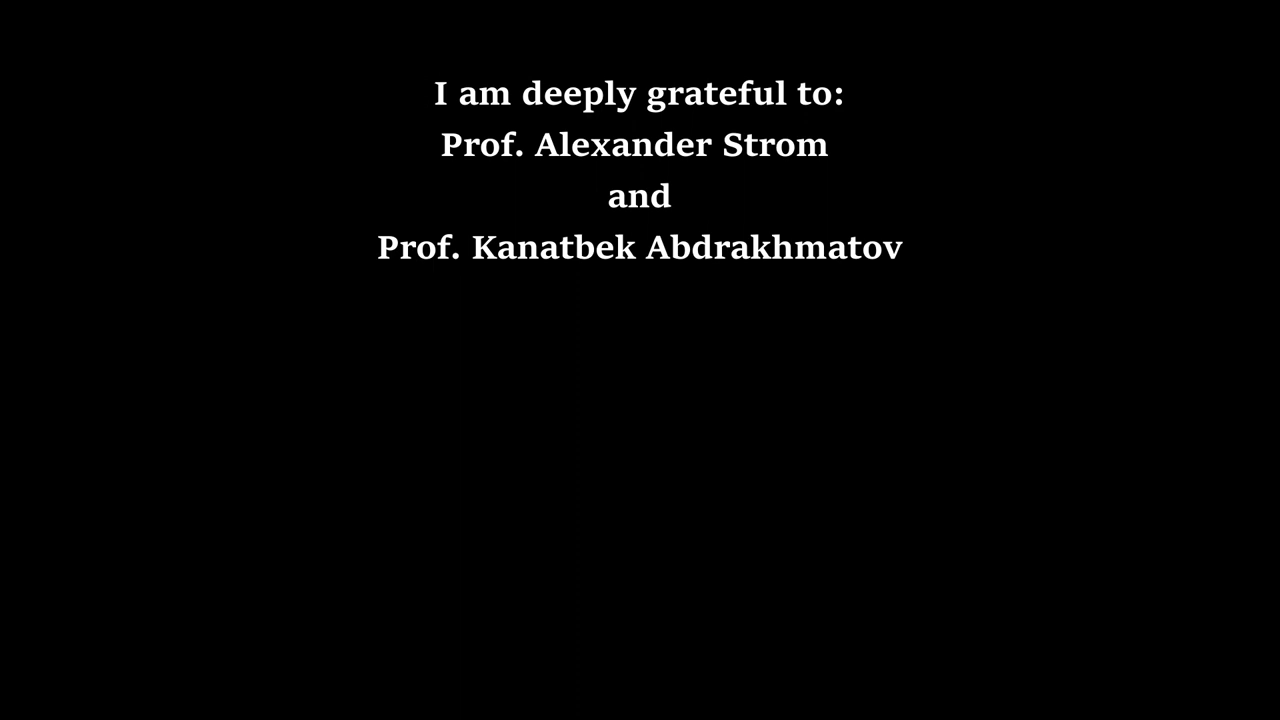 I am deeply grateful to:
Prof. Alexander Strom
and
Prof. Kanatbek Abdrakhmatov